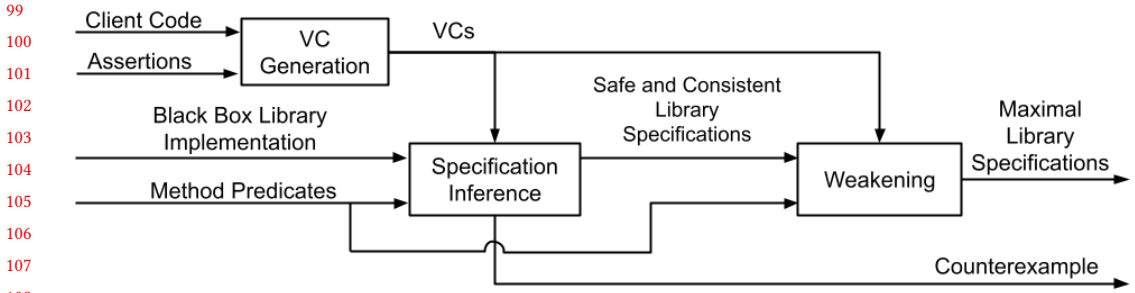 99
100
101
102
103
104
105
106
107
Client Code
Assertions
VC
Generation
VCs
Black Box Library
Implementation
Method Predicates
Specification
Inference
Safe and Consistent
Library
Specifications
Weakening
Maximal
Library
Specifications
Counterexample